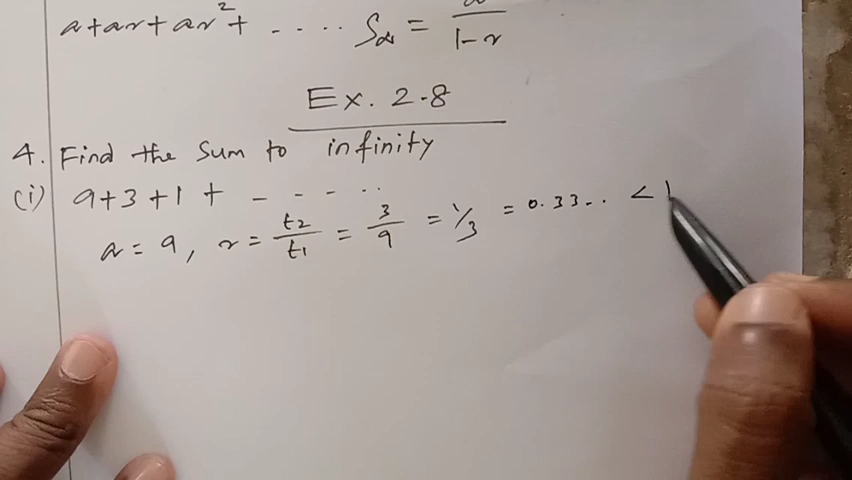 a + ar + ar² + . . . . . S∞ = a/1-r
Ex. 2.8
4. Find the Sum to infinity
(i) 9+3+1 + - - - . .
a = 9, r = t2/t1 = 3/9 = 1/3 = 0.33.. < 1